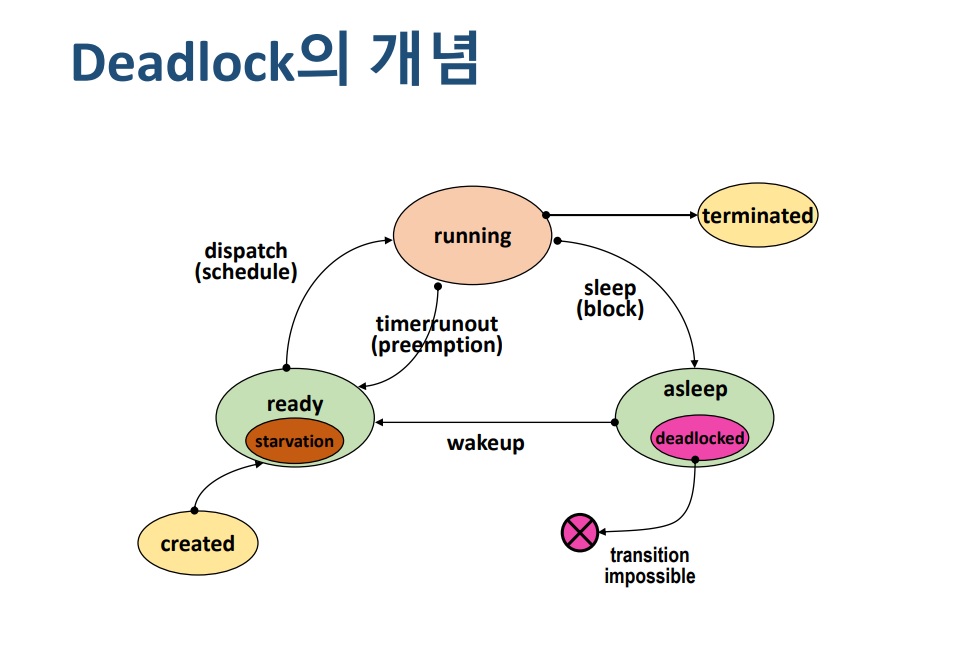 Deadlock의 개념
running
terminated
dispatch
(schedule)
sleep
(block)
timerrunout
(preemption)
ready
starvation
asleep
deadlocked
wakeup
created
transition
impossible